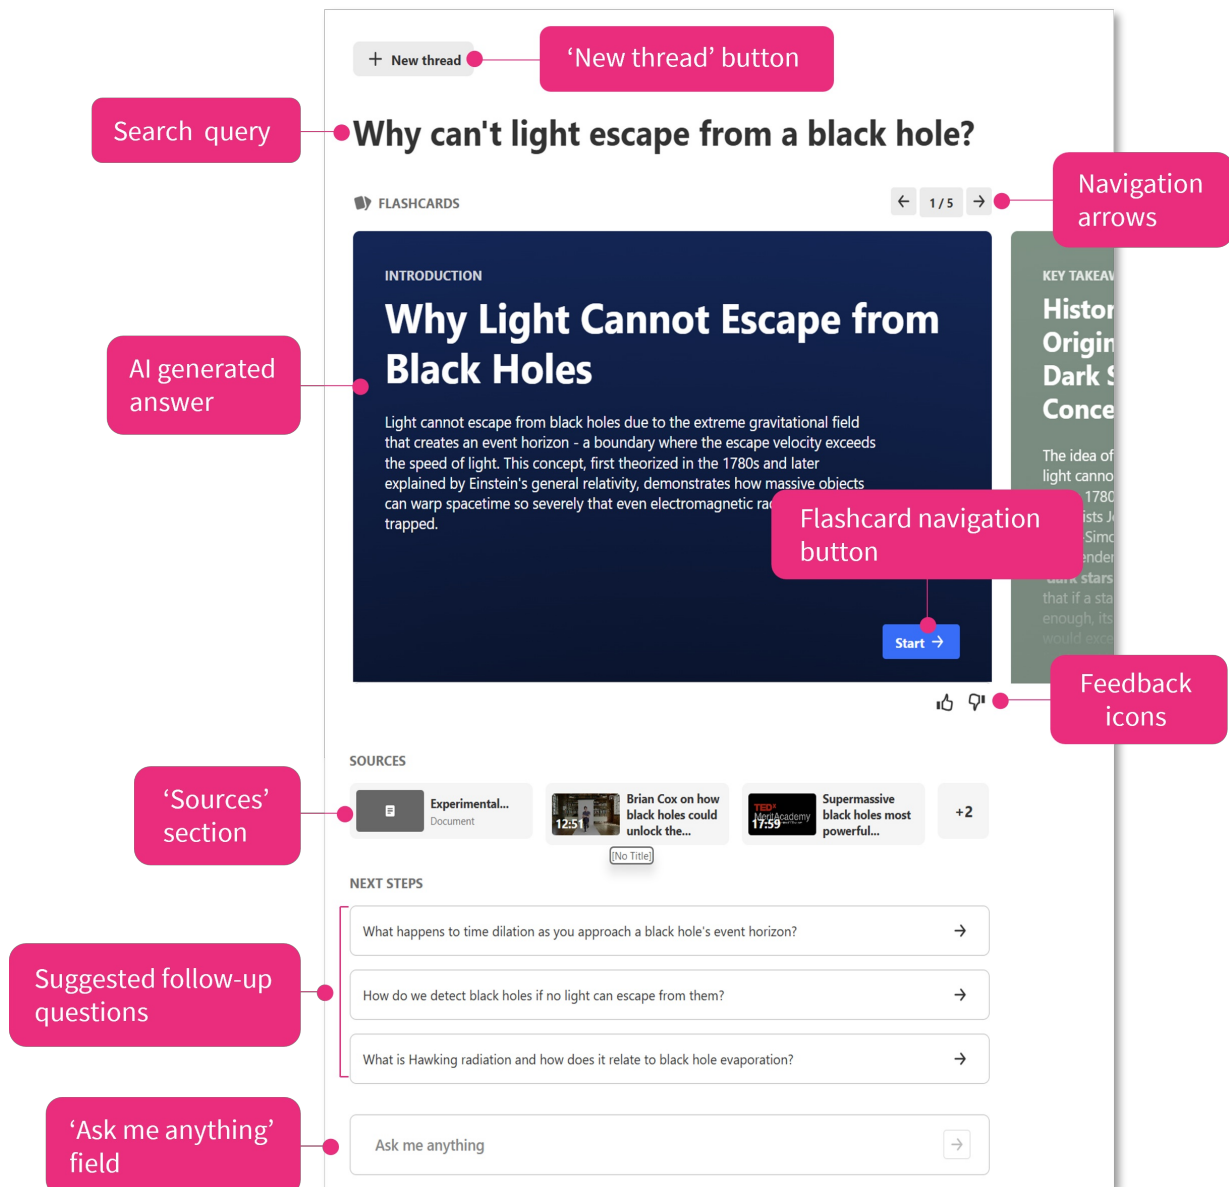 + New thread
'New thread' button
Search query
Why can't light escape from a black hole?
FLASHCARDS
← 1 / 5 →
Navigation
arrows
INTRODUCTION
Why Light Cannot Escape from
Black Holes
AI generated
answer
Light cannot escape from black holes due to the extreme gravitational field
that creates an event horizon - a boundary where the escape velocity exceeds
the speed of light. This concept, first theorized in the 1780s and later
explained by Einstein's general relativity, demonstrates how massive objects
can warp spacetime so severely that even electromagnetic
trapped.
Flashcard navigation
button
Start →
KEY
Origin
Dark
The idea of
light
1780
dark stars
that if a
enough, its
would
Feedback
icons
SOURCES
'Sources'
section
Experimental...
Document
12:51
Brian Cox on how
black holes could
unlock the...
[No Title]
TEDx
MeritAcademy
17:59
Supermassive
black holes most
powerful...
+2
NEXT STEPS
Suggested follow-up
questions
What happens to time dilation as you approach a black hole's event horizon?
How do we detect black holes if no light can escape from them?
What is Hawking radiation and how does it relate to black hole evaporation?
'Ask me anything'
field
Ask me anything